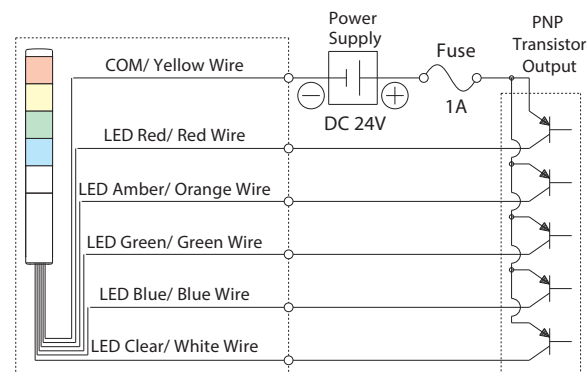 Power
Supply
Fuse
PNP
Transistor
Output
COM/ Yellow Wire
DC 24V
1A
LED Red/ Red Wire
LED Amber/ Orange Wire
LED Green/ Green Wire
LED Blue/ Blue Wire
LED Clear/ White Wire